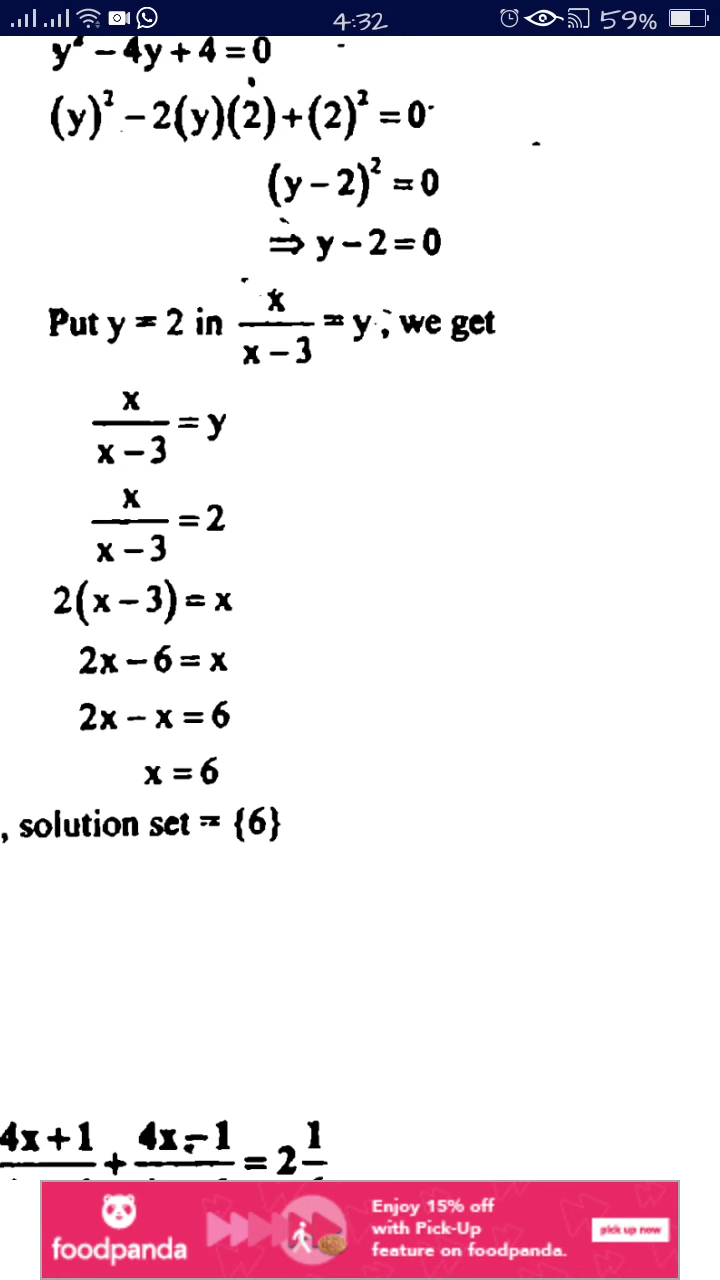 4:32 59%
y² – 4y + 4 = 0
(y)² – 2(y)(2) + (2)² = 0
(y – 2)² = 0
⇒ y – 2 = 0
Put y = 2 in x/(x – 3) = y, we get
x/(x – 3) = y
x/(x – 3) = 2
2(x – 3) = x
2x – 6 = x
2x – x = 6
x = 6
, solution set = {6}
4x + 1 + 4x – 1 = 2 1
foodpanda
Enjoy 15% off
with Pick-Up
feature on foodpanda.
pick up now